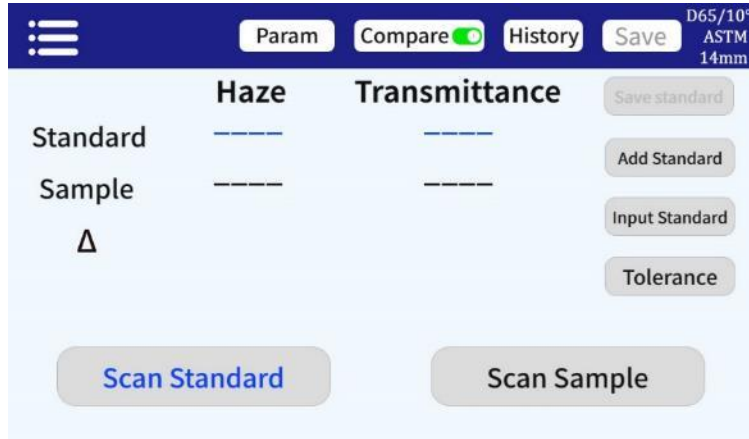 Param Compare History Save D65/10°
ASTM
14mm
Haze Transmittance Save standard
Standard ---- ----
Add Standard
Sample ---- ----
Input Standard
Δ
Tolerance
Scan Standard Scan Sample